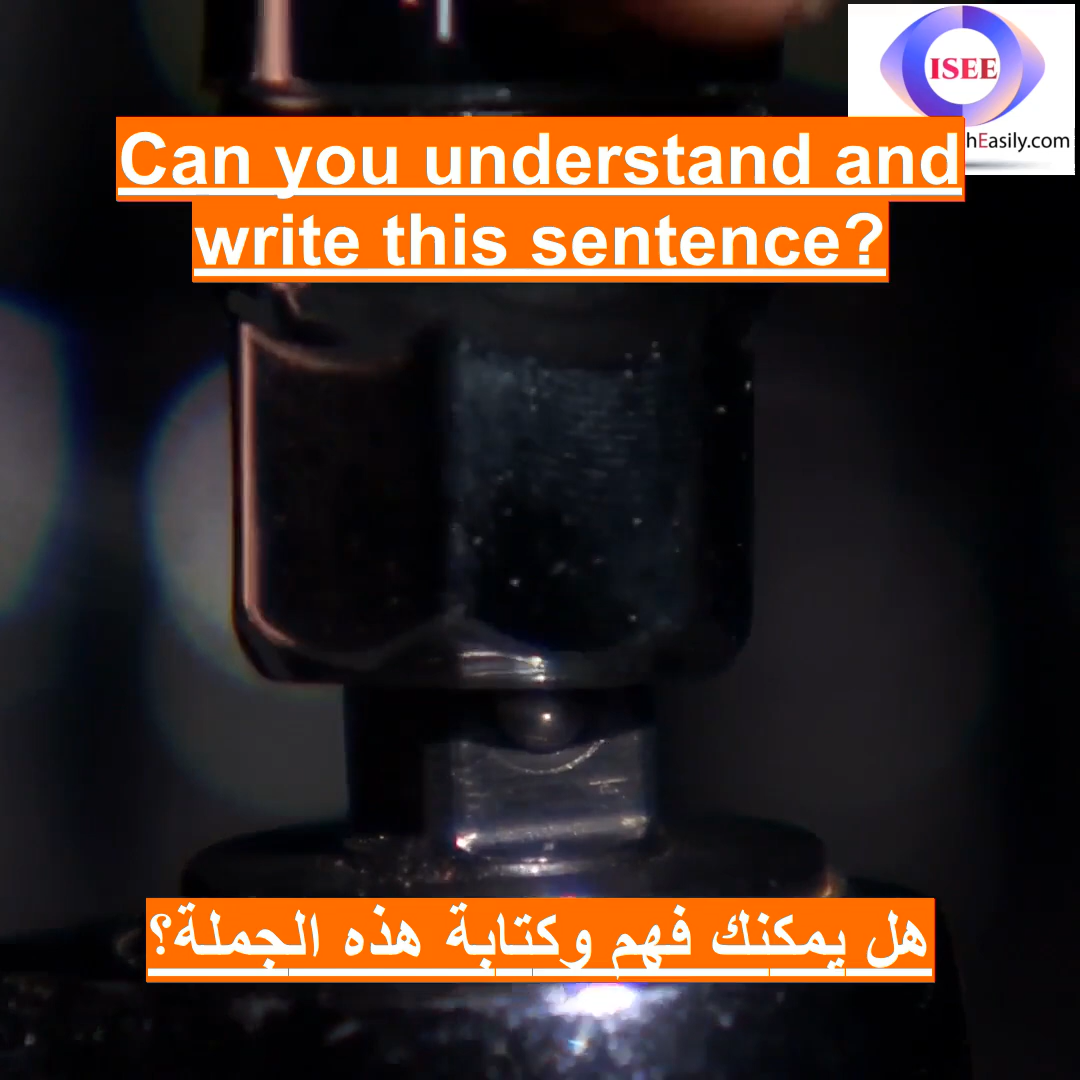 ISEE
hEasily.com
Can you understand and
write this sentence?
هل يمكنك فهم وكتابة هذه الجملة؟